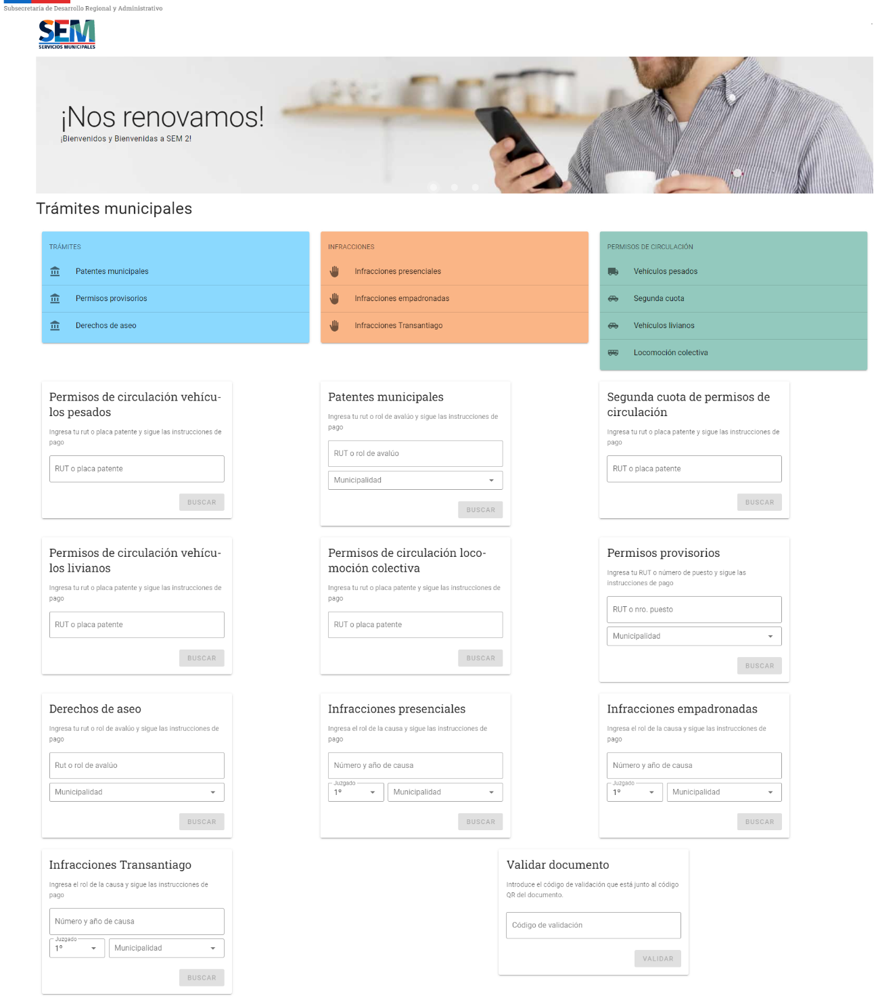 Subsecretaría de Desarrollo Regional y Administrativo
SEM
SERVICIOS MUNICIPALES
¡Nos renovamos!
¡Bienvenidos y Bienvenidas a SEM 2!
Trámites municipales
TRÁMITES
Patentes municipales
Permisos provisorios
Derechos de aseo
INFRACCIONES
Infracciones presenciales
Infracciones empadronadas
Infracciones Transantiago
PERMISOS DE CIRCULACIÓN
Vehículos pesados
Segunda cuota
Vehículos livianos
Locomoción colectiva
Permisos de circulación vehícu-
los pesados
Ingresa tu rut o placa patente y sigue las instrucciones de
pago
RUT o placa patente
BUSCAR
Patentes municipales
Ingresa tu rut o rol de avalúo y sigue las instrucciones de
pago
RUT o rol de avalúo
Municipalidad
BUSCAR
Segunda cuota de permisos de
circulación
Ingresa tu rut o placa patente y sigue las instrucciones de
pago
RUT o placa patente
BUSCAR
Permisos de circulación vehícu-
los livianos
Ingresa tu rut o placa patente y sigue las instrucciones de
pago
RUT o placa patente
BUSCAR
Permisos de circulación loco-
moción colectiva
Ingresa tu rut o placa patente y sigue las instrucciones de
pago
RUT o placa patente
BUSCAR
Permisos provisorios
Ingresa tu RUT o número de puesto y sigue las
instrucciones de pago
RUT o nro. puesto
Municipalidad
BUSCAR
Derechos de aseo
Ingresa tu rut o rol de avalúo y sigue las instrucciones de
pago
Rut o rol de avalúo
Municipalidad
BUSCAR
Infracciones presenciales
Ingresa el rol de la causa y sigue las instrucciones de
pago
Número y año de causa
Juzgado
1º Municipalidad
BUSCAR
Infracciones empadronadas
Ingresa el rol de la causa y sigue las instrucciones de
pago
Número y año de causa
Juzgado
1º Municipalidad
BUSCAR
Infracciones Transantiago
Ingresa el rol de la causa y sigue las instrucciones de
pago
Número y año de causa
Juzgado
1º Municipalidad
BUSCAR
Validar documento
Introduce el código de validación que está junto al código
QR del documento.
Código de validación
VALIDAR